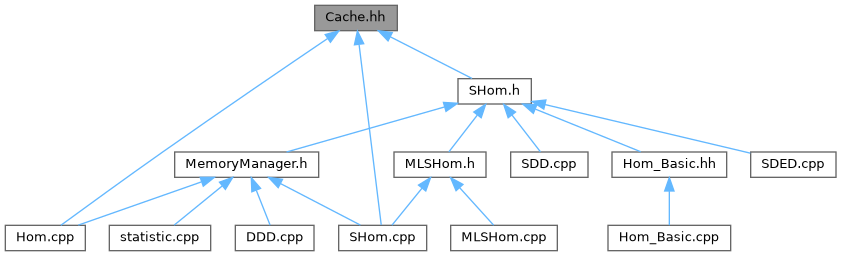 Cache.hh
SHom.h
MemoryManager.h
MLSHom.h
SDD.cpp
Hom_Basic.hh
SDED.cpp
Hom.cpp
statistic.cpp
DDD.cpp
SHom.cpp
MLSHom.cpp
Hom_Basic.cpp